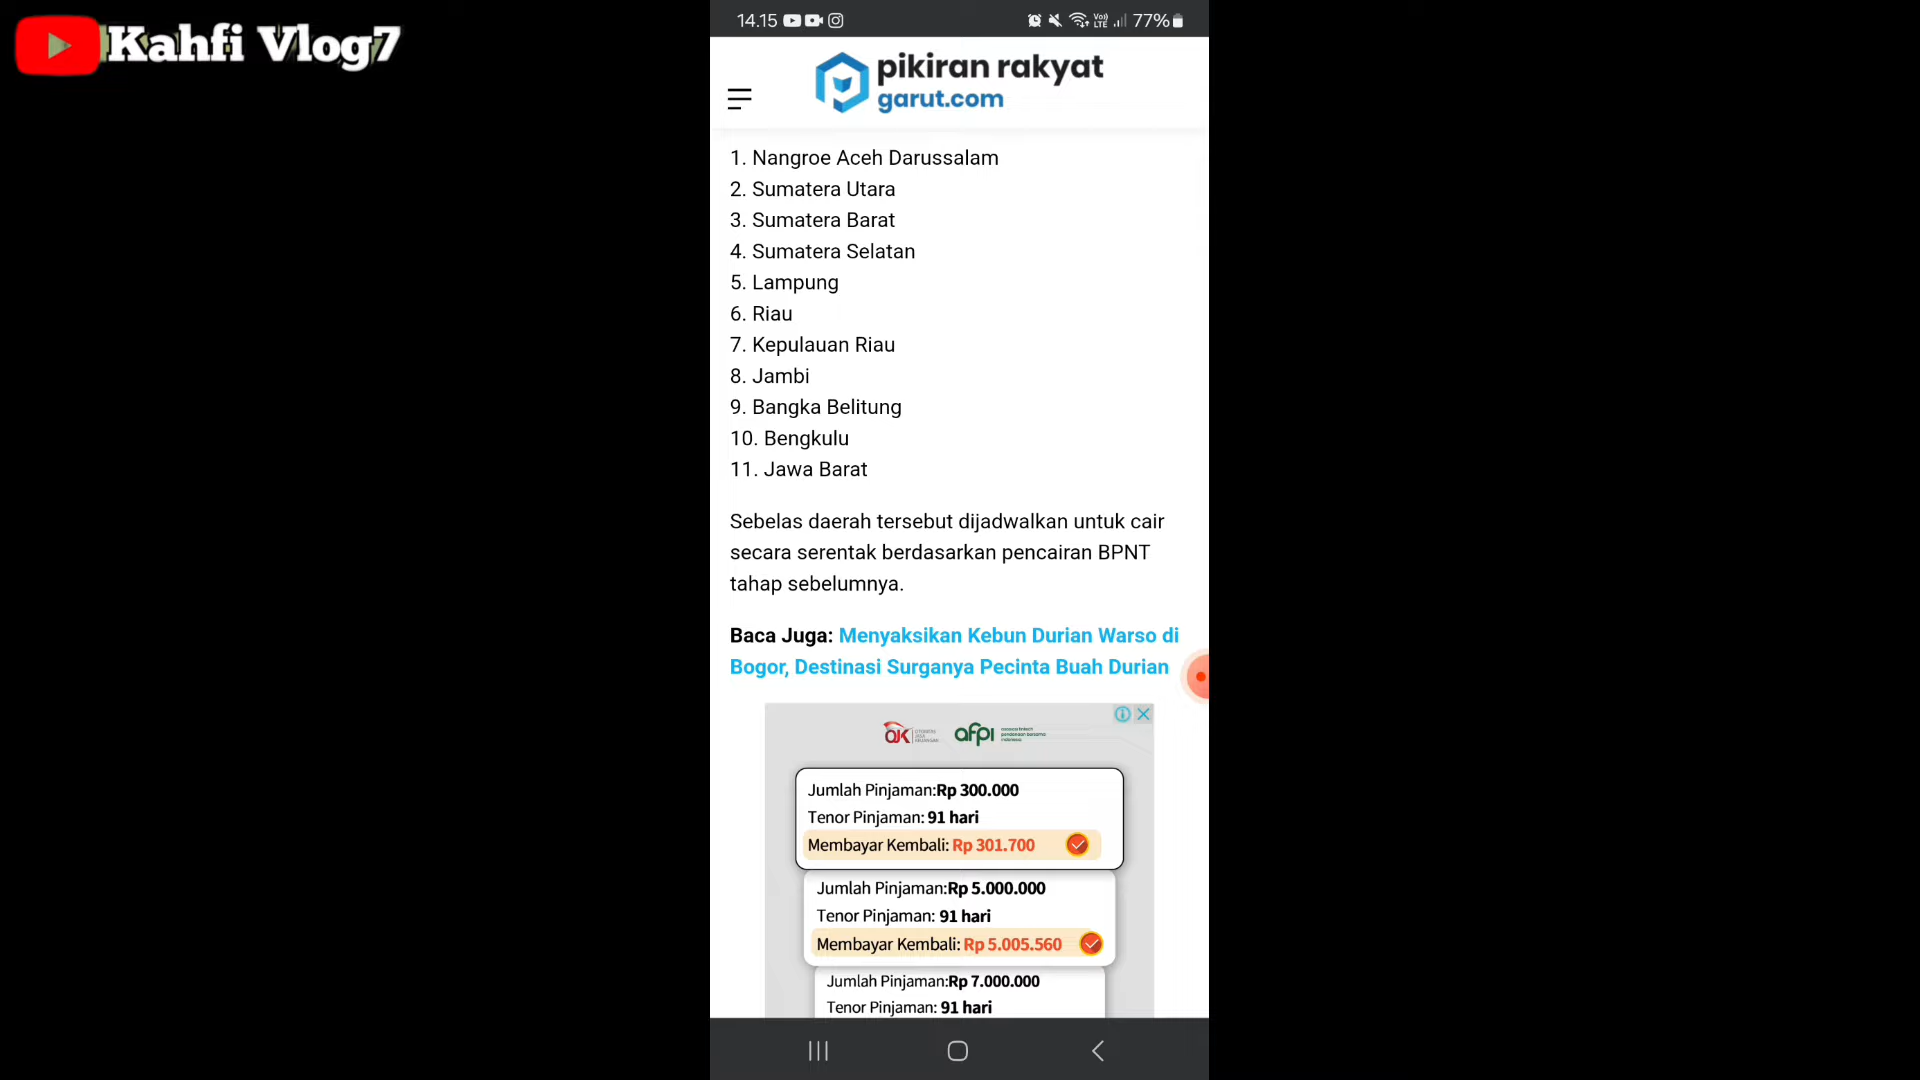 Kahfi Vlog7
14.15
Vo)) LTE
77%
pikiran rakyat
garut.com
1. Nangroe Aceh Darussalam
2. Sumatera Utara
3. Sumatera Barat
4. Sumatera Selatan
5. Lampung
6. Riau
7. Kepulauan Riau
8. Jambi
9. Bangka Belitung
10. Bengkulu
11. Jawa Barat
Sebelas daerah tersebut dijadwalkan untuk cair
secara serentak berdasarkan pencairan BPNT
tahap sebelumnya.
Baca Juga: Menyaksikan Kebun Durian Warso di
Bogor, Destinasi Surganya Pecinta Buah Durian
OJK
afpi
Jumlah Pinjaman:Rp 300.000
Tenor Pinjaman: 91 hari
Membayar Kembali: Rp 301.700
Jumlah Pinjaman:Rp 5.000.000
Tenor Pinjaman: 91 hari
Membayar Kembali: Rp 5.005.560
Jumlah Pinjaman:Rp 7.000.000
Tenor Pinjaman: 91 hari